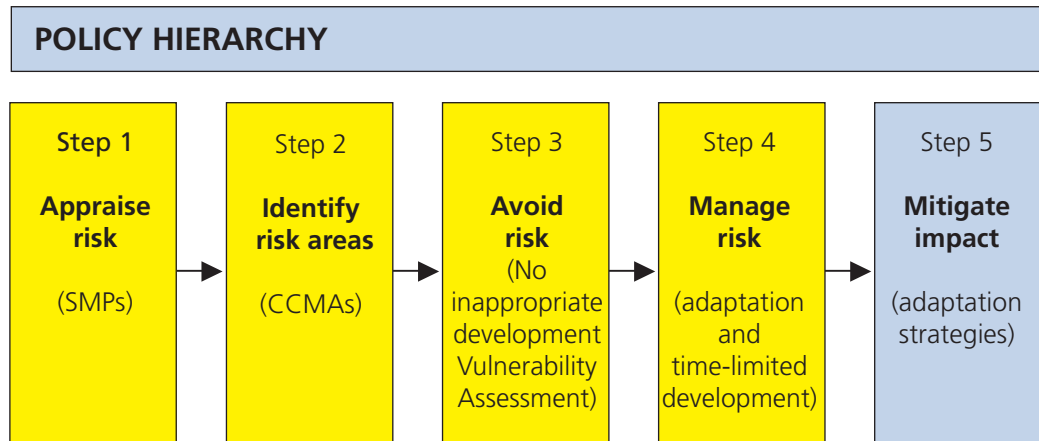 POLICY HIERARCHY
Step 1
Appraise
risk
(SMPs)
Step 2
Identify
risk areas
(CCMAs)
Step 3
Avoid
risk
(No
inappropriate
development
Vulnerability
Assessment)
Step 4
Manage
risk
(adaptation
and
time-limited
development)
Step 5
Mitigate
impact
(adaptation
strategies)